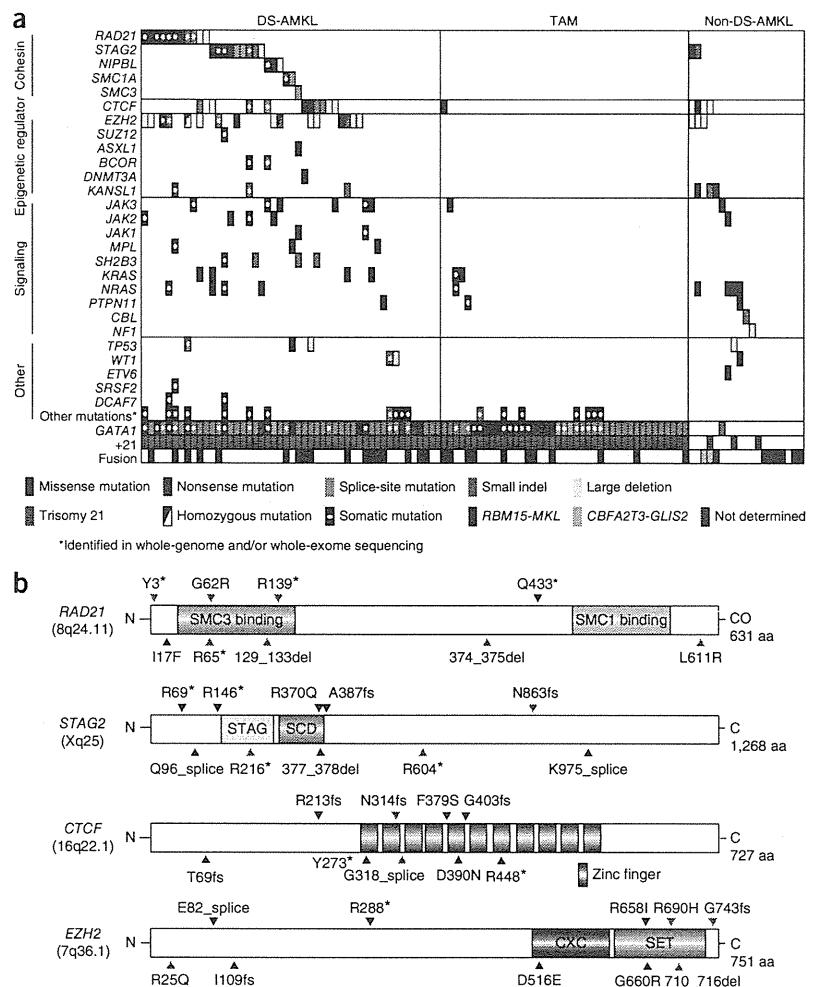 a
DS-AMKL TAM Non-DS-AMKL
Cohesin
RAD21
STAG2
NIPBL
SMC1A
SMC3
CTCF
Epigenetic regulator
EZH2
SUZ12
ASXL1
BCOR
DNMT3A
KANSL1
Signaling
JAK3
JAK2
JAK1
MPL
SH2B3
KRAS
NRAS
PTPN11
CBL
NF1
Other
TP53
WT1
ETV6
SRSF2
DCAF7
Other mutations*
GATA1
+21
Fusion
Missense mutation Nonsense mutation Splice-site mutation Small indel Large deletion
Trisomy 21 Homozygous mutation Somatic mutation RBM15-MKL CBFA2T3-GLIS2 Not determined
*Identified in whole-genome and/or whole-exome sequencing
b
Y3* G62R R139* Q433*
RAD21 (8q24.11)
N SMC3 binding SMC1 binding CO
631 aa
I17F R65* 129_133del 374_375del L611R
R69* R146* R370Q A387fs N863fs
STAG2 (Xq25)
N STAG SCD C
1,268 aa
Q96_splice R216* 377_378del R604* K975_splice
R213fs N314fs F379S G403fs
CTCF (16q22.1)
N C
727 aa
T69fs Y273* G318_splice D390N R448* Zinc finger
E82_splice R288* R658I R690H G743fs
EZH2 (7q36.1)
N CXC SET C
751 aa
R25Q I109fs D516E G660R 710 716del